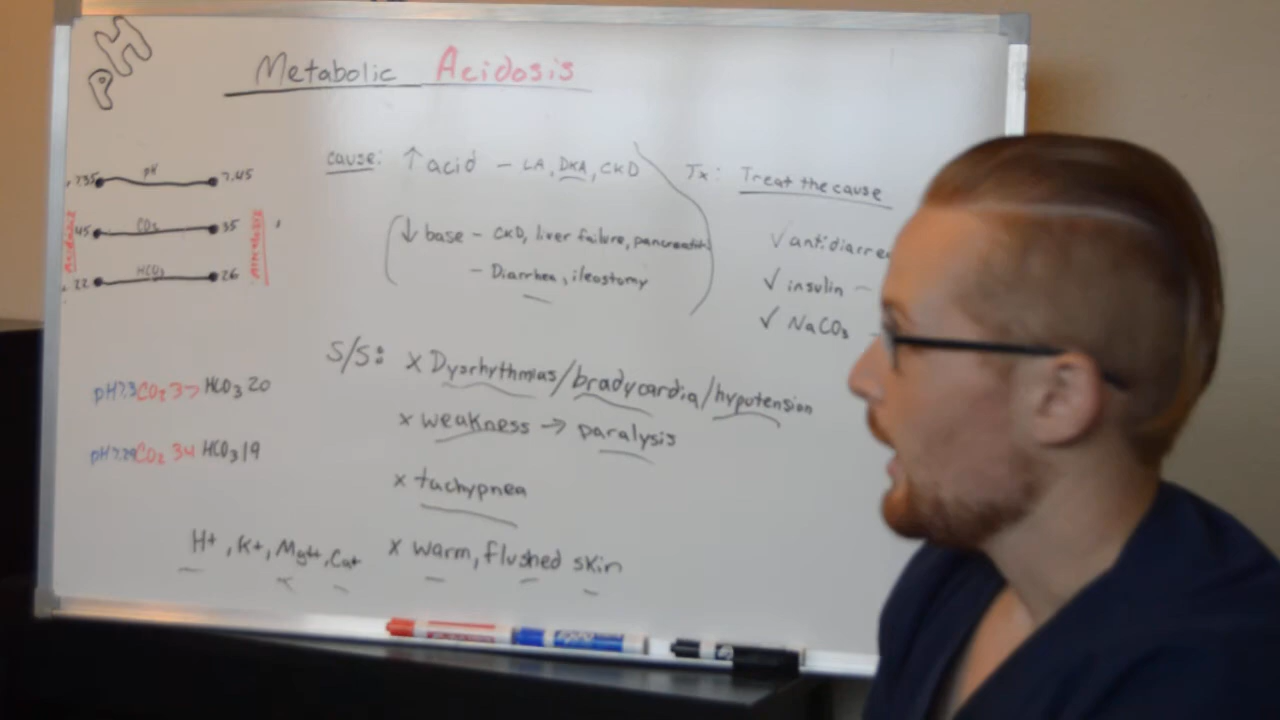 pH
Metabolic Acidosis
7.35 pH 7.45
45 CO₂ 35
22 HCO₃ 26
Acidosis
Alkalosis
cause: ↑ acid - LA, DKA, CKD
↓ base - CKD, liver failure, pancreatitis
- Diarrhea, ileostomy
Tx: Treat the cause
✓ antidiarre
✓ insulin -
✓ NaCO₃ -
S/S: x Dysrhythmias/bradycardia/hypotension
x weakness → paralysis
x tachypnea
x warm, flushed skin
pH 7.3 CO₂ 37 HCO₃ 20
pH 7.29 CO₂ 34 HCO₃ 19
H+, K+, Mg++, Ca+